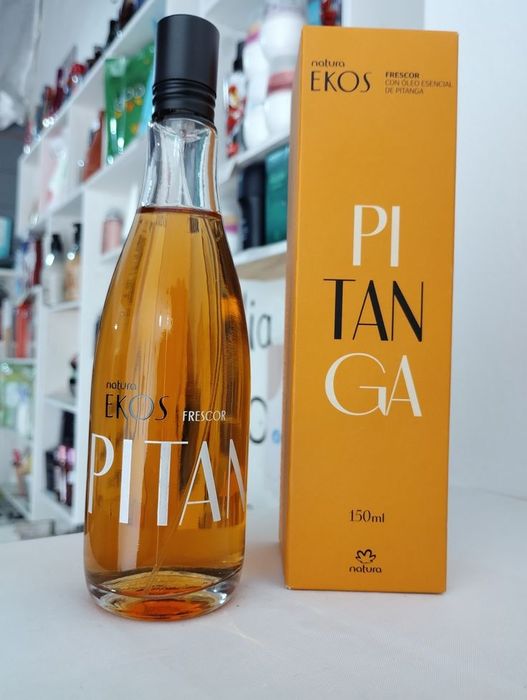 natura
EKOS
FRESCOR
CON ÓLEO ESENCIAL
DE PITANGA
PI
TAN
GA
150ml
natura
natura
EKOS FRESCOR
PITAN